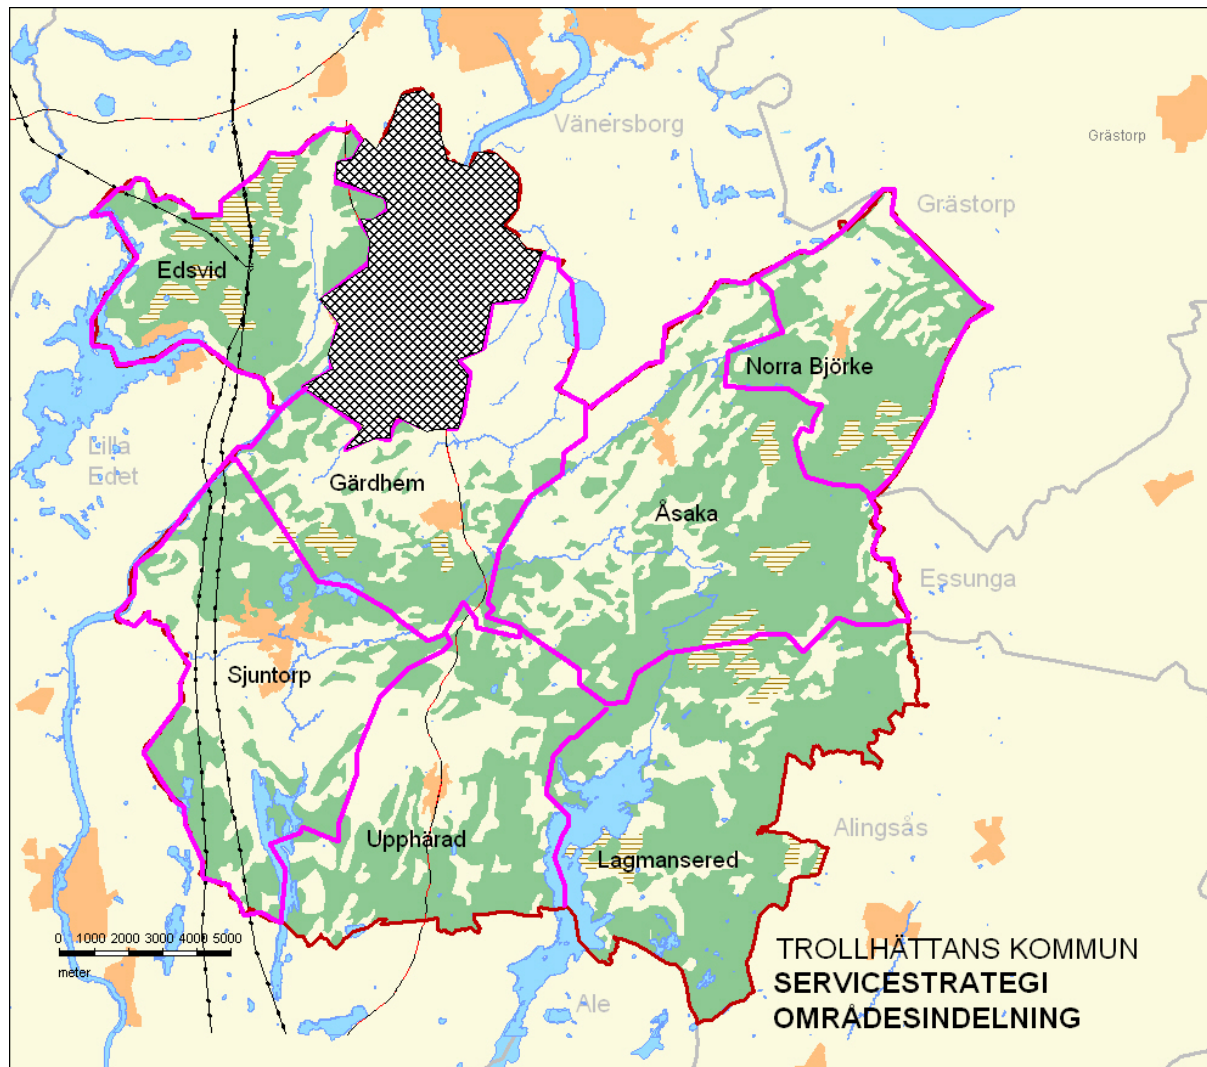 Vänersborg
Grästorp
Grästorp
Edsvid
Norra Björke
Lilla
Edet
Gärdhem
Åsaka
Essunga
Sjuntorp
Upphärad
Lagmansered
Alingsås
Ale
0 1000 2000 3000 4000 5000
meter
TROLLHÄTTANS KOMMUN
SERVICESTRATEGI
OMRÅDESINDELNING